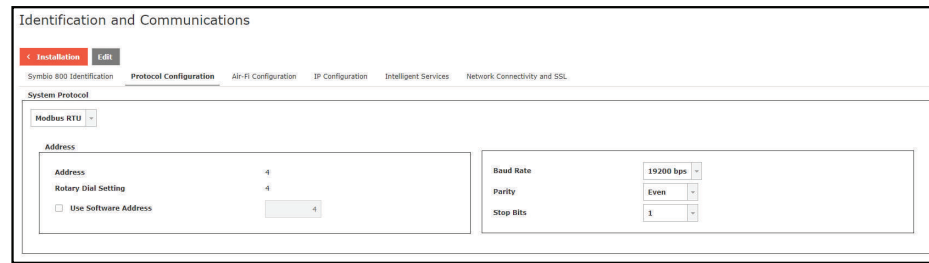 Identification and Communications
< Installation Edit
Symbio 800 Identification Protocol Configuration Air-Fi Configuration IP Configuration Intelligent Services Network Connectivity and SSL
System Protocol
Modbus RTU
Address
Address 4
Rotary Dial Setting 4
Use Software Address 4
Baud Rate 19200 bps
Parity Even
Stop Bits 1